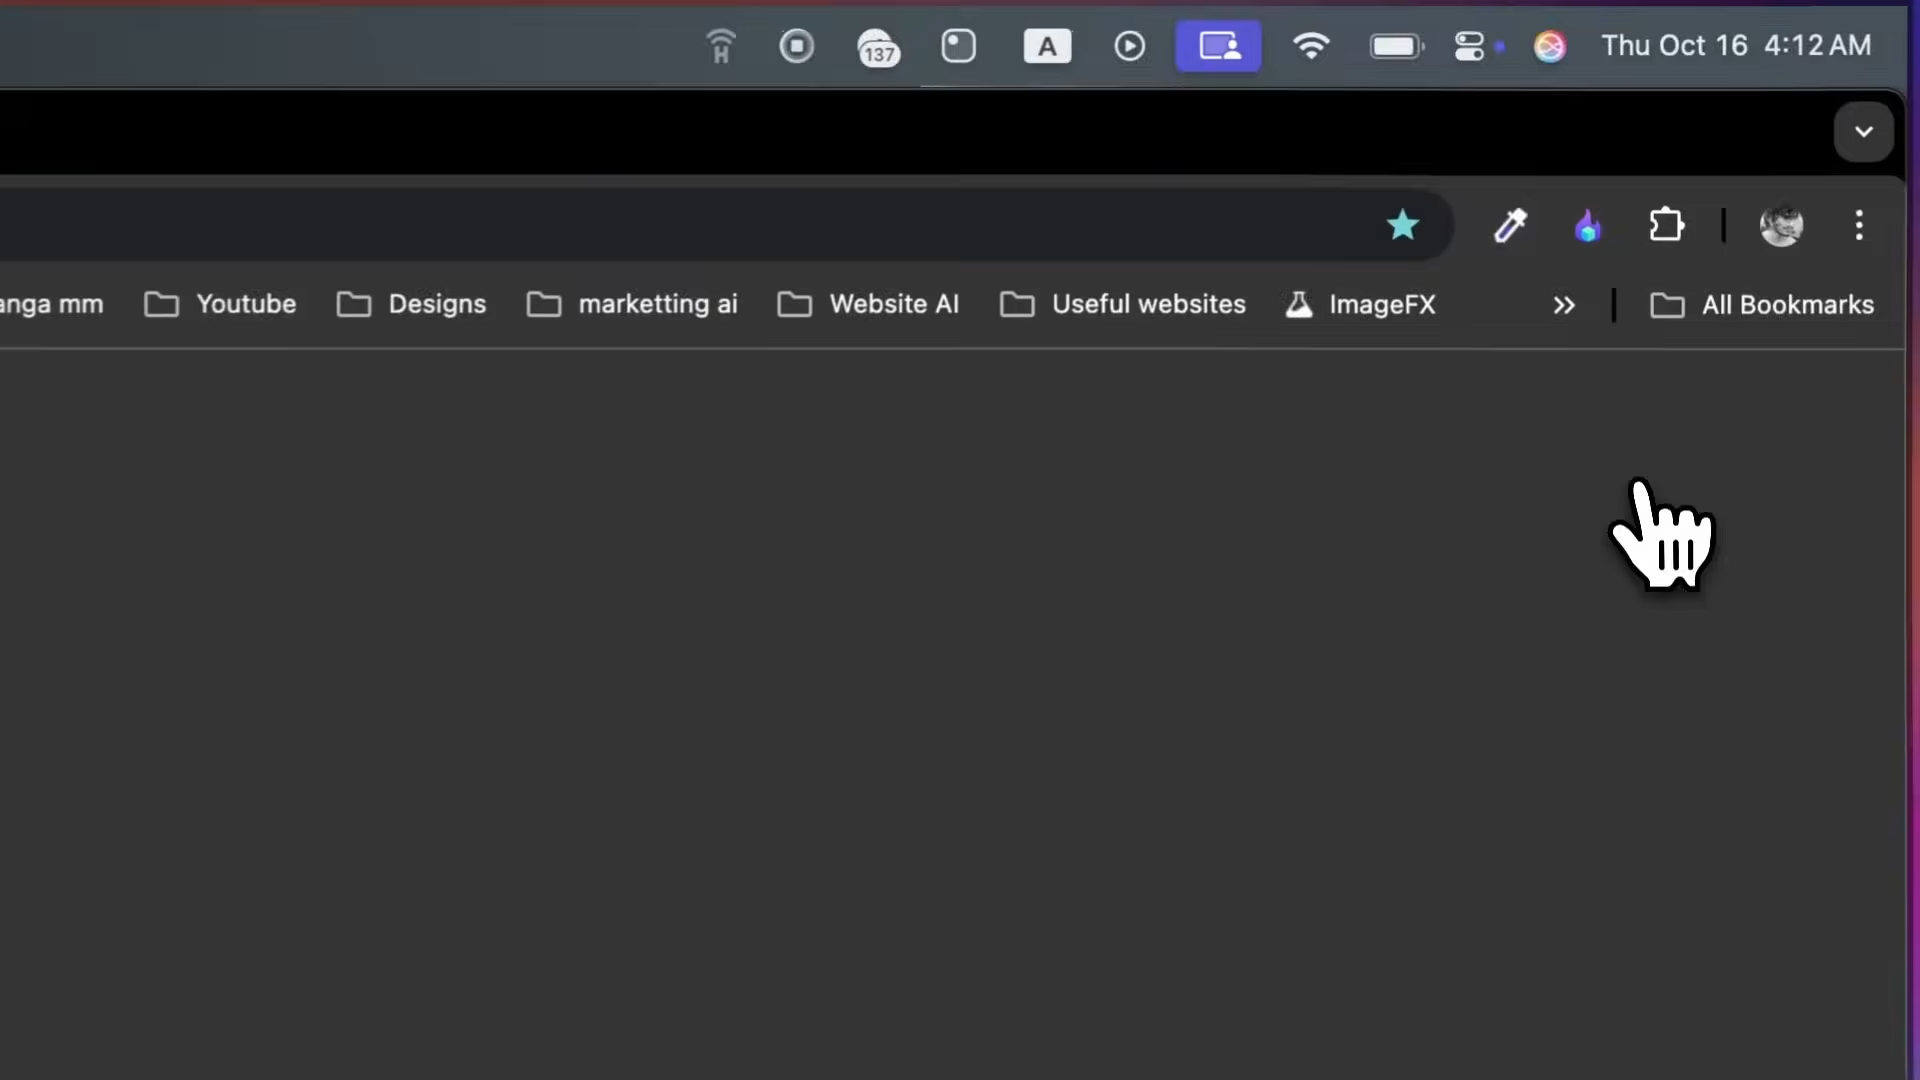 137 A Thu Oct 16 4:12 AM
anga mm Youtube Designs marketting ai Website AI Useful websites ImageFX All Bookmarks